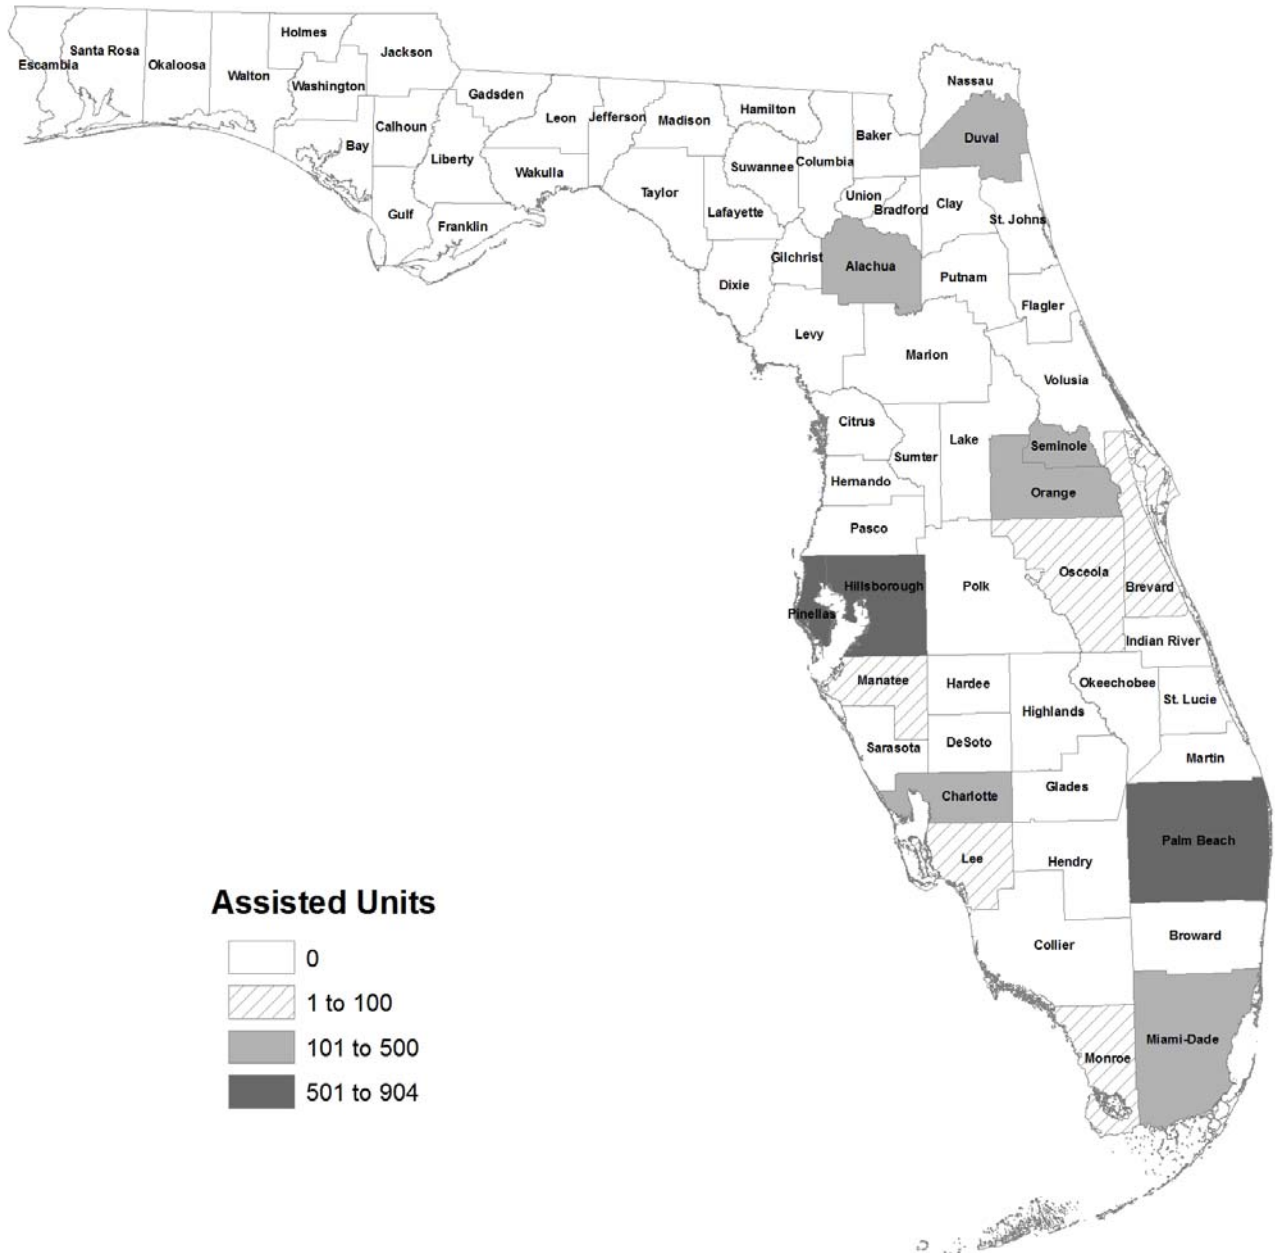 Holmes
Jackson
Santa Rosa
Escambia
Okaloosa
Walton
Washington
Nassau
Gadsden
Hamilton
Leon
Jefferson
Madison
Calhoun
Baker
Duval
Bay
Liberty
Columbia
Suwannee
Wakulla
Taylor
Union
Bradford
Clay
Lafayette
Gulf
St. Johns
Franklin
Gilchrist
Alachua
Putnam
Dixie
Flagler
Levy
Marion
Volusia
Citrus
Lake
Seminole
Sumter
Hernando
Orange
Pasco
Osceola
Hillsborough
Polk
Brevard
Pinellas
Indian River
Manatee
Hardee
Okeechobee
St. Lucie
Highlands
DeSoto
Sarasota
Martin
Glades
Charlotte
Palm Beach
Lee
Hendry
Broward
Collier
Miami-Dade
Monroe
Assisted Units
0
1 to 100
101 to 500
501 to 904